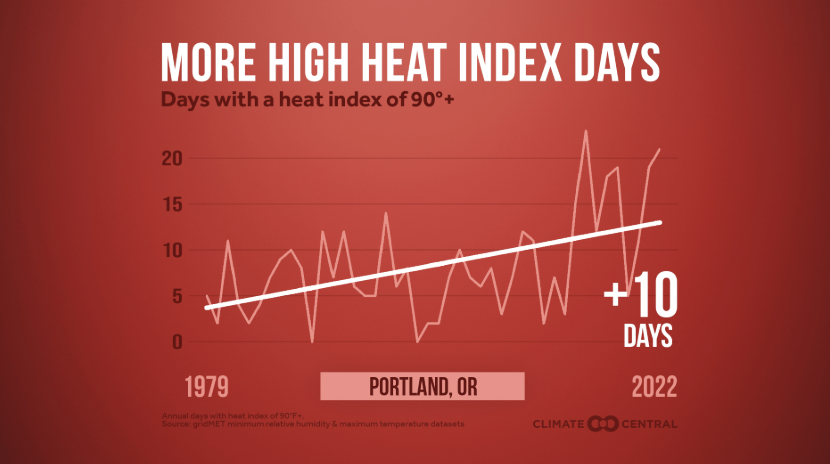 MORE HIGH HEAT INDEX DAYS
Days with a heat index of 90°+
20
15
10
5
0
+10
DAYS
1979
PORTLAND, OR
2022
Annual days with heat index of 90°F+.
Source: gridMET minimum relative humidity & maximum temperature datasets
CLIMATE CENTRAL